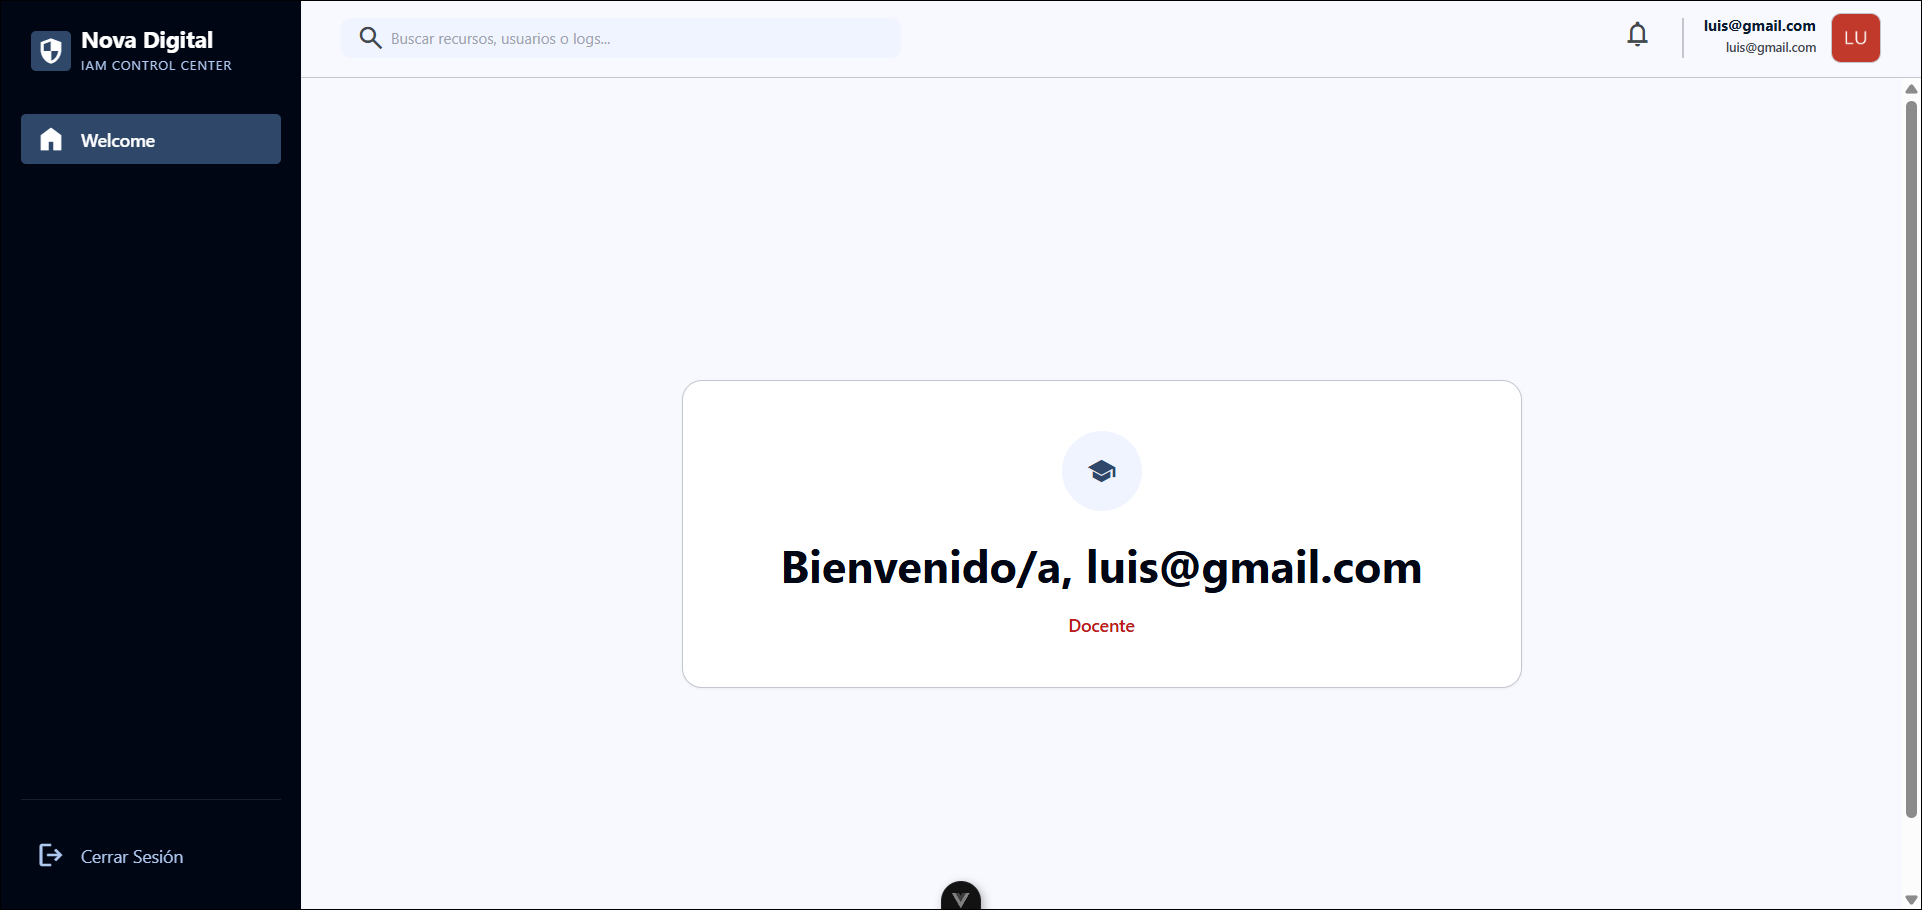 Nova Digital
IAM CONTROL CENTER
Welcome
Cerrar Sesión
Buscar recursos, usuarios o logs...
luis@gmail.com
luis@gmail.com
LU
Bienvenido/a, luis@gmail.com
Docente